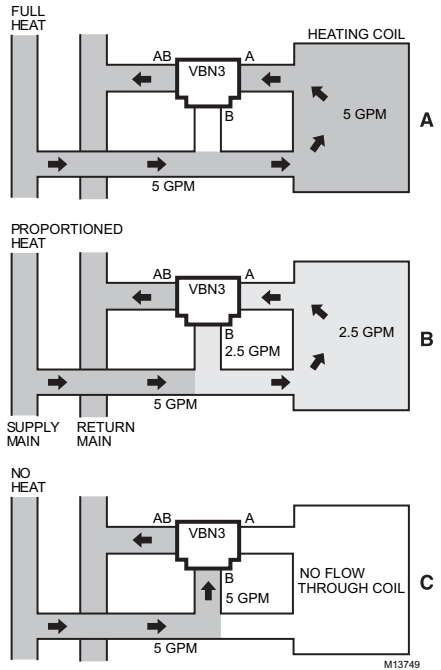 FULL
HEAT
HEATING COIL
AB
A
VBN3
B
5 GPM
A
5 GPM
PROPORTIONED
HEAT
AB
A
VBN3
B
2.5 GPM
2.5 GPM
B
5 GPM
SUPPLY
MAIN
RETURN
MAIN
NO
HEAT
AB
A
VBN3
B
5 GPM
NO FLOW
THROUGH COIL
C
5 GPM
M13749